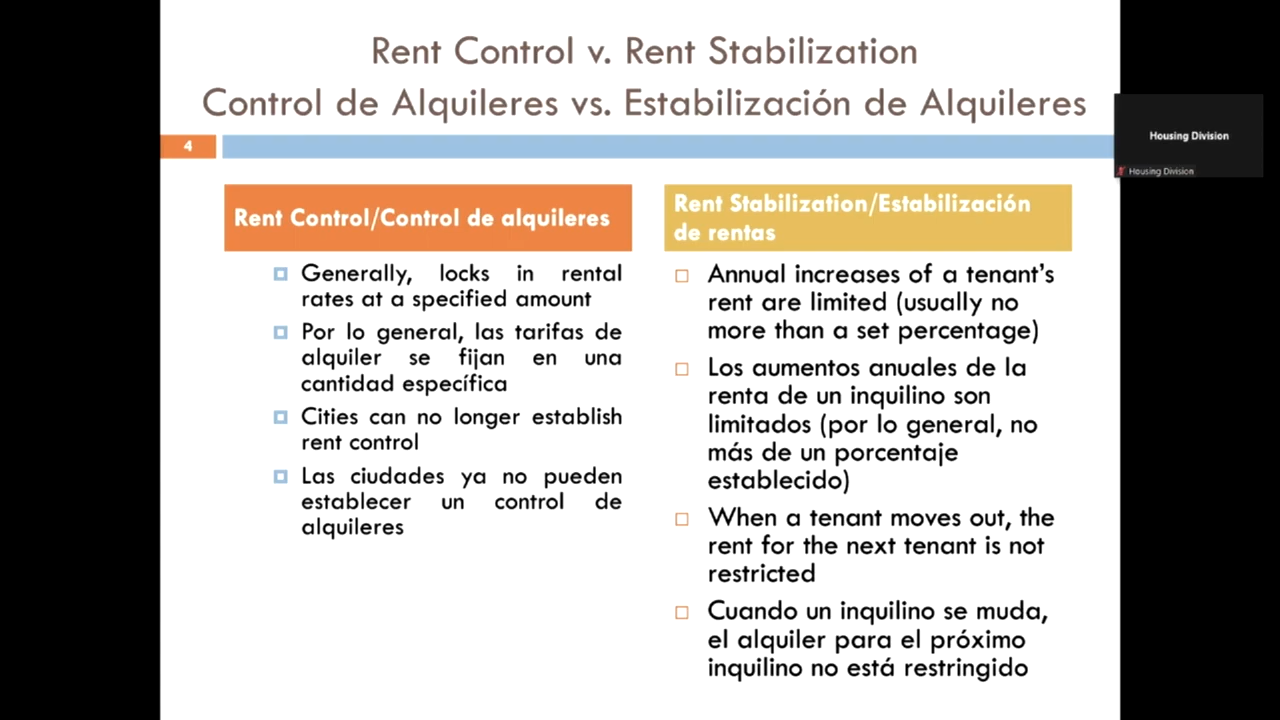 Rent Control v. Rent Stabilization
Control de Alquileres vs. Estabilización de Alquileres
4
Housing Division
Housing Division
Rent Control/Control de alquileres
Generally, locks in rental
rates at a specified amount
Por lo general, las tarifas de
alquiler se fijan en una
cantidad específica
Cities can no longer establish
rent control
Las ciudades ya no pueden
establecer un control de
alquileres
Rent Stabilization/Estabilización
de rentas
Annual increases of a tenant’s
rent are limited (usually no
more than a set percentage)
Los aumentos anuales de la
renta de un inquilino son
limitados (por lo general, no
más de un porcentaje
establecido)
When a tenant moves out, the
rent for the next tenant is not
restricted
Cuando un inquilino se muda,
el alquiler para el próximo
inquilino no está restringido